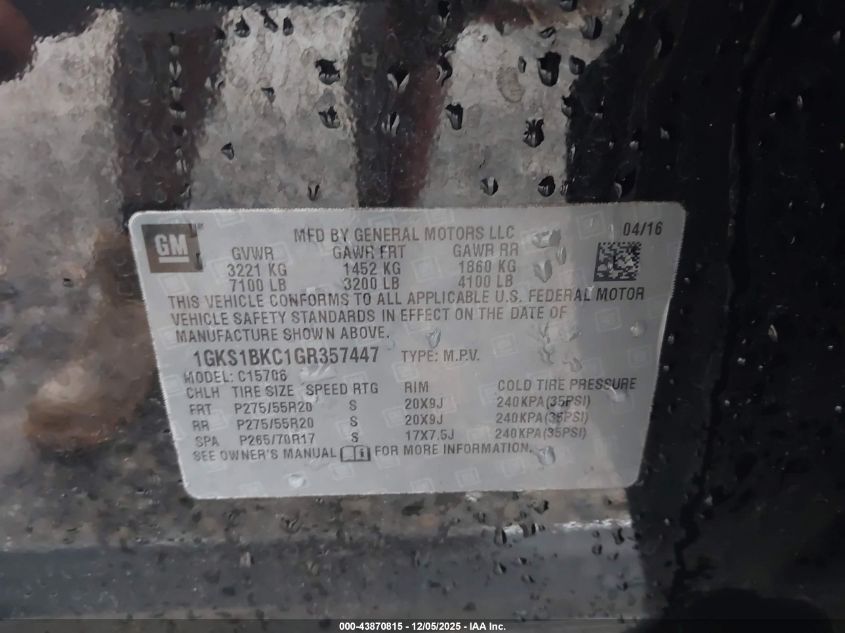 GM
MFD BY GENERAL MOTORS LLC 04/16
GVWR GAWR FRT GAWR RR
3221 KG 1452 KG 1860 KG
7100 LB 3200 LB 4100 LB
THIS VEHICLE CONFORMS TO ALL APPLICABLE U.S. FEDERAL MOTOR
VEHICLE SAFETY STANDARDS IN EFFECT ON THE DATE OF
MANUFACTURE SHOWN ABOVE.
1GKS1BKC1GR357447 TYPE: M.P.V.
MODEL: C15706
CHLH TIRE SIZE SPEED RTG RIM COLD TIRE PRESSURE
FRT P275/55R20 S 20X9J 240KPA(35PSI)
RR P275/55R20 S 20X9J 240KPA(35PSI)
SPA P265/70R17 S 17X7.5J 240KPA(35PSI)
SEE OWNER'S MANUAL FOR MORE INFORMATION.
000-43870815 - 12/05/2025 - IAA Inc.